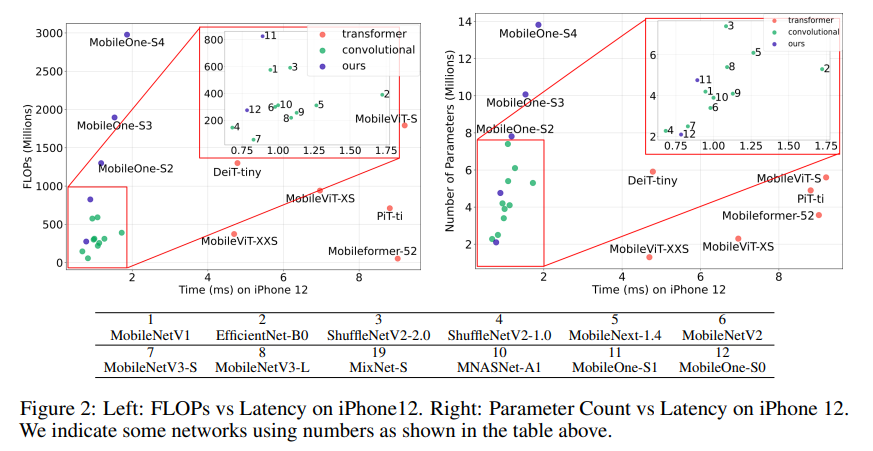 3000
2500
2000
1500
1000
500
0
FLOPs (Millions)
2
4
6
8
Time (ms) on iPhone 12
MobileOne-S4
MobileOne-S3
MobileOne-S2
MobileViT-S
DeiT-tiny
MobileViT-XS
PiT-ti
MobileViT-XXS
Mobileformer-52
800
600
400
200
0.75
1.00
1.25
1.50
1.75
11
1
3
2
12
6
10
5
8
9
4
7
transformer
convolutional
ours
14
12
10
8
6
4
2
Number of Parameters (Millions)
2
4
6
8
Time (ms) on iPhone 12
MobileOne-S4
MobileOne-S3
MobileOne-S2
DeiT-tiny
MobileViT-S
PiT-ti
Mobileformer-52
MobileViT-XXS
MobileViT-XS
6
4
2
0.75
1.00
1.25
1.50
1.75
3
5
8
2
11
1
10
9
6
4
7
12
transformer
convolutional
ours
1 2 3 4 5 6
MobileNetV1 EfficientNet-B0 ShuffleNetV2-2.0 ShuffleNetV2-1.0 MobileNext-1.4 MobileNetV2
7 8 19 10 11 12
MobileNetV3-S MobileNetV3-L MixNet-S MNASNet-A1 MobileOne-S1 MobileOne-S0
Figure 2: Left: FLOPs vs Latency on iPhone12. Right: Parameter Count vs Latency on iPhone 12.
We indicate some networks using numbers as shown in the table above.